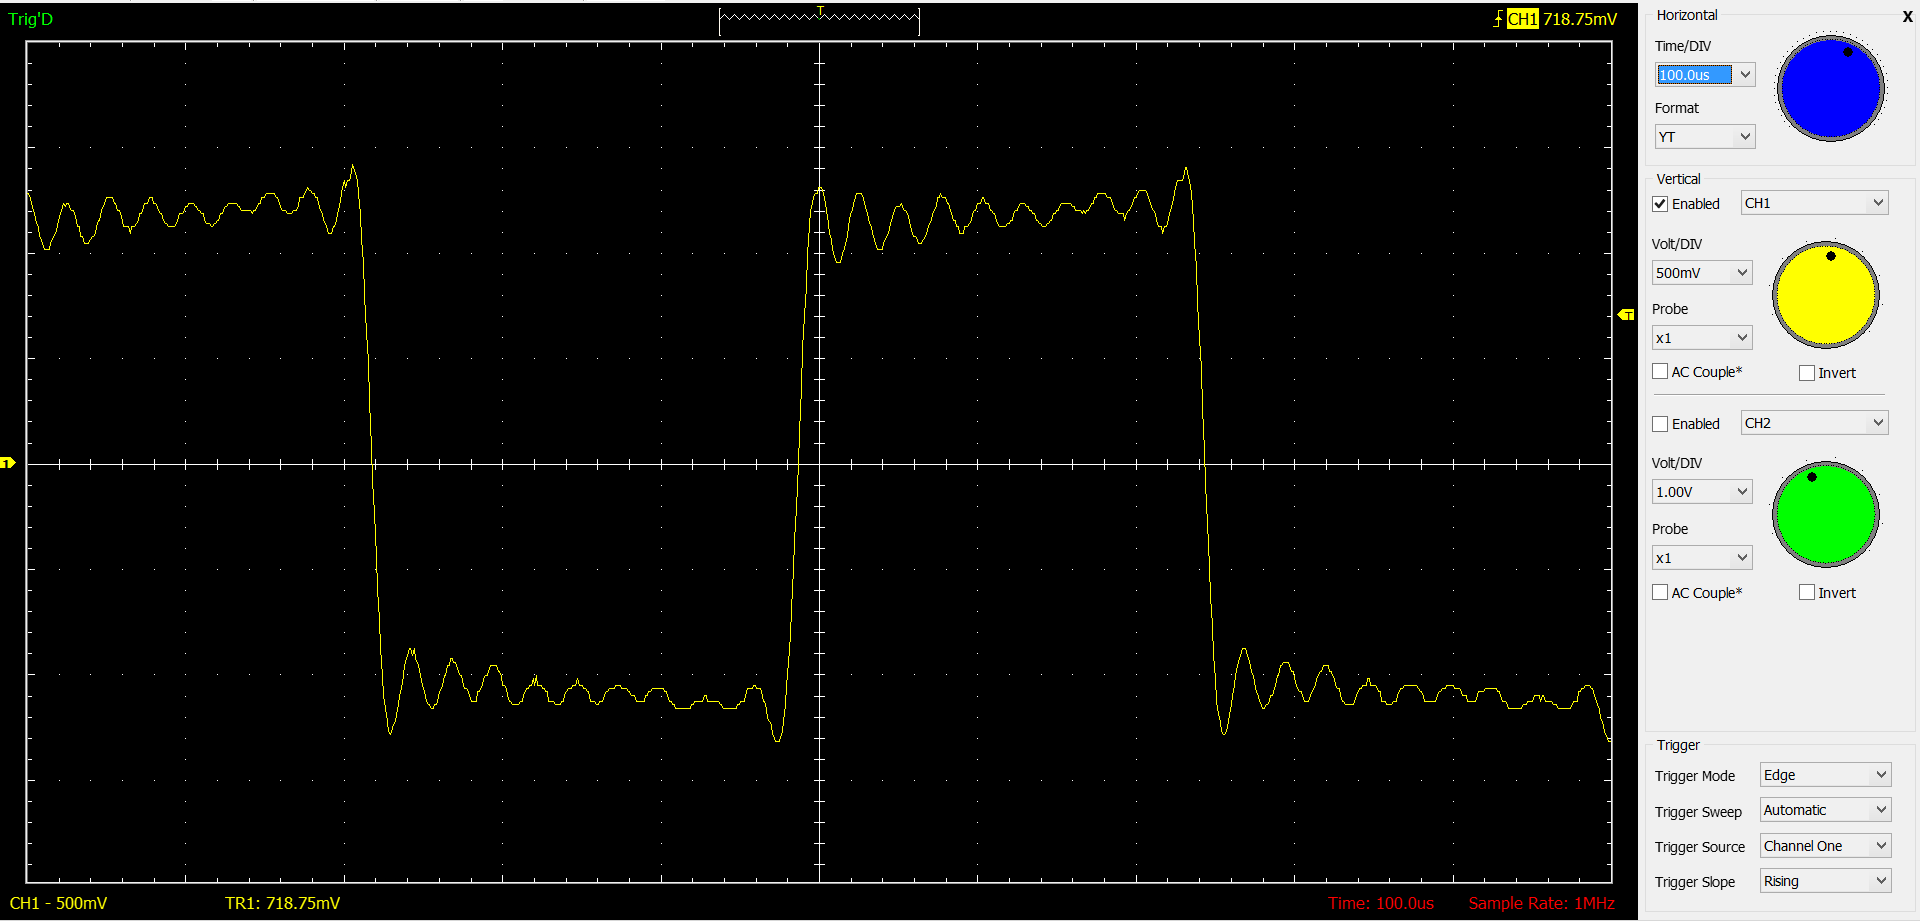 Trig'D
T
CH1 718.75mV
T
1
CH1 - 500mV
TR1: 718.75mV
Time: 100.0us
Sample Rate: 1MHz
X
Horizontal
Time/DIV
100.0us
Format
YT
Vertical
Enabled
CH1
Volt/DIV
500mV
Probe
x1
AC Couple*
Invert
Enabled
CH2
Volt/DIV
1.00V
Probe
x1
AC Couple*
Invert
Trigger
Trigger Mode
Edge
Trigger Sweep
Automatic
Trigger Source
Channel One
Trigger Slope
Rising